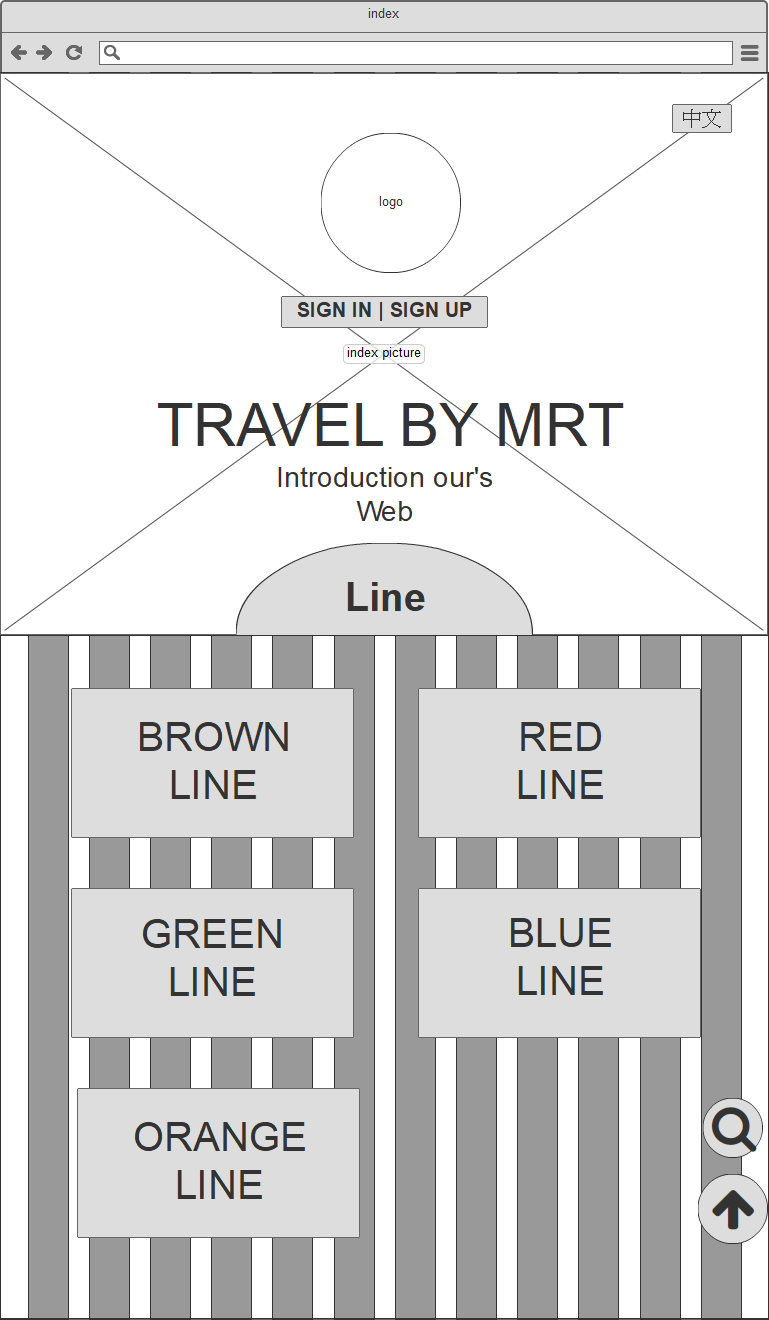 index
中文
logo
SIGN IN | SIGN UP
index picture
TRAVEL BY MRT
Introduction our's
Web
Line
BROWN
LINE
RED
LINE
GREEN
LINE
BLUE
LINE
ORANGE
LINE